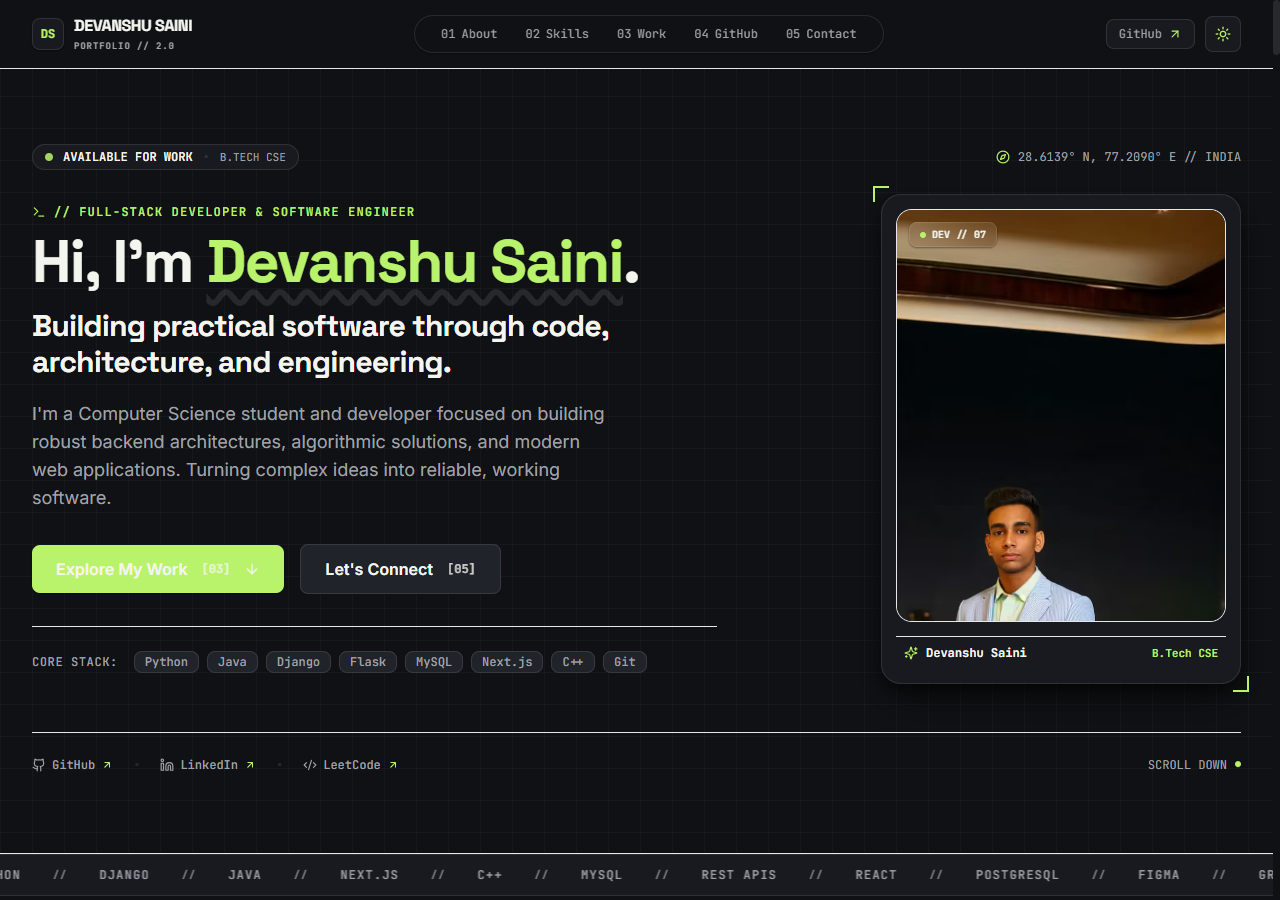 DS
DEVANSHU SAINI
PORTFOLIO // 2.0
01 About
02 Skills
03 Work
04 GitHub
05 Contact
GitHub
AVAILABLE FOR WORK · B.TECH CSE
28.6139° N, 77.2090° E // INDIA
// FULL-STACK DEVELOPER & SOFTWARE ENGINEER
Hi, I’m Devanshu Saini.
Building practical software through code,
architecture, and engineering.
I'm a Computer Science student and developer focused on building
robust backend architectures, algorithmic solutions, and modern
web applications. Turning complex ideas into reliable, working
software.
Explore My Work [03]
Let's Connect [05]
CORE STACK: Python Java Django Flask MySQL Next.js C++ Git
DEV // 07
Devanshu Saini
B.Tech CSE
GitHub · LinkedIn · LeetCode
SCROLL DOWN
HON // DJANGO // JAVA // NEXT.JS // C++ // MYSQL // REST APIS // REACT // POSTGRESQL // FIGMA // GR